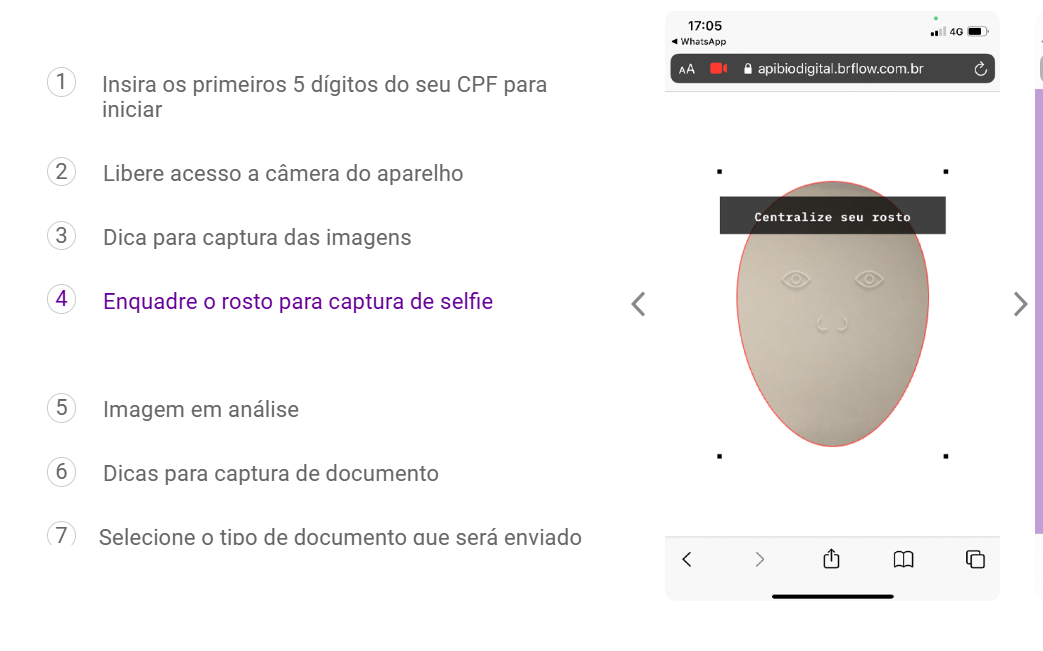 1
Insira os primeiros 5 dígitos do seu CPF para
iniciar
2
Libere acesso a câmera do aparelho
3
Dica para captura das imagens
4
Enquadre o rosto para captura de selfie
5
Imagem em análise
6
Dicas para captura de documento
7
Selecione o tipo de documento que será enviado
17:05
4G
WhatsApp
AA
apibiodigital.brflow.com.br
Centralize seu rosto